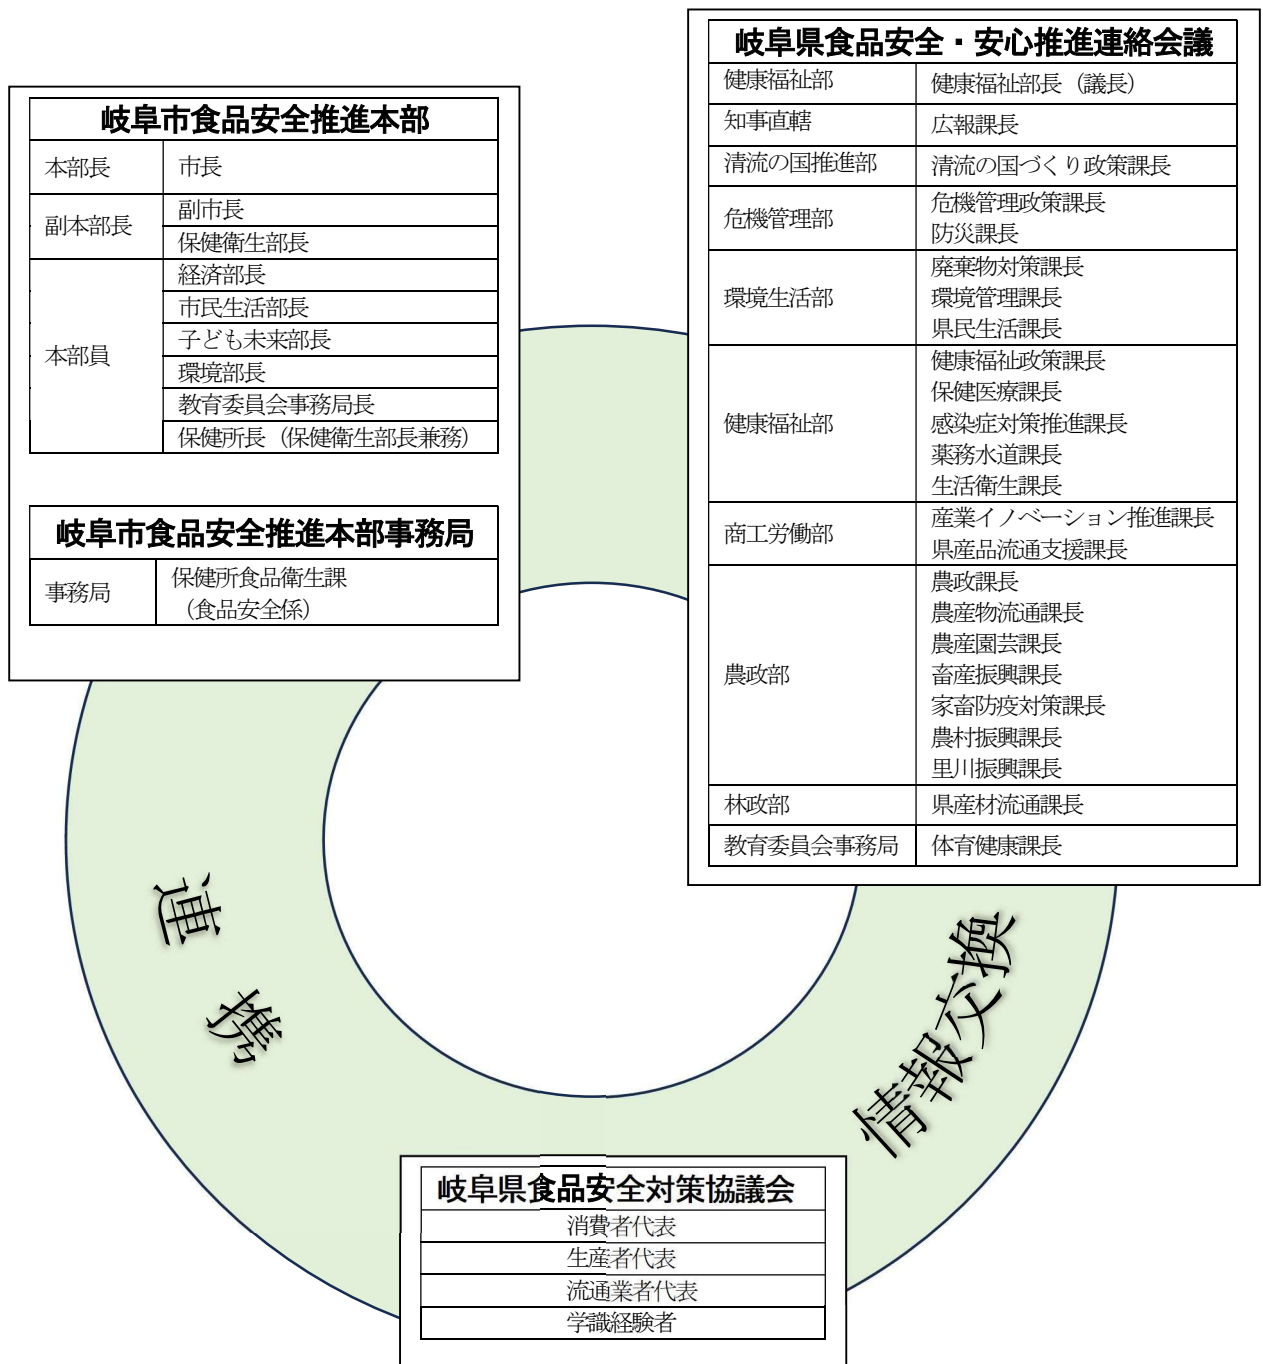 岐阜市食品安全推進本部
本部長 市長
副本部長 副市長
保健衛生部長
本部員 経済部長
市民生活部長
子ども未来部長
環境部長
教育委員会事務局長
保健所長（保健衛生部長兼務）
岐阜市食品安全推進本部事務局
事務局 保健所食品衛生課
（食品安全係）
岐阜県食品安全・安心推進連絡会議
健康福祉部 健康福祉部長（議長）
知事直轄 広報課長
清流の国推進部 清流の国づくり政策課長
危機管理部 危機管理政策課長
防災課長
環境生活部 廃棄物対策課長
環境管理課長
県民生活課長
健康福祉部 健康福祉政策課長
保健医療課長
感染症対策推進課長
薬務水道課長
生活衛生課長
商工労働部 産業イノベーション推進課長
県産品流通支援課長
農政部 農政課長
農産物流通課長
農産園芸課長
畜産振興課長
家畜防疫対策課長
農村振興課長
里川振興課長
林政部 県産材流通課長
教育委員会事務局 体育健康課長
連携
情報交換
岐阜県食品安全対策協議会
消費者代表
生産者代表
流通業者代表
学識経験者